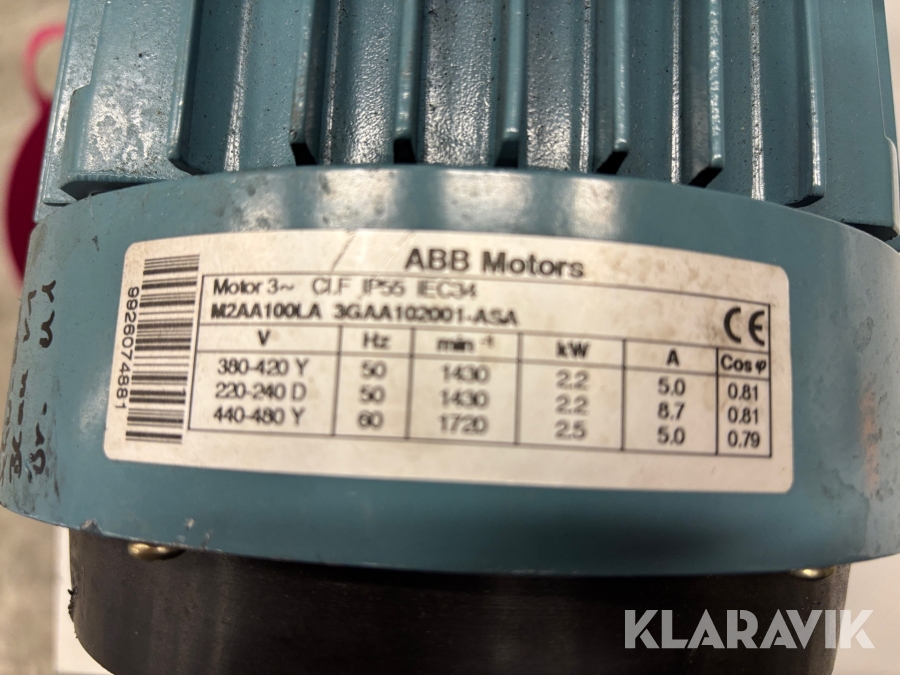 ABB Motors
Motor 3~ Cl.F IP55 IEC34
M2AA100LA 3GAA102001-ASA
CE
V Hz min⁻¹ kW A Cos φ
380-420 Y 50 1430 2.2 5.0 0.81
220-240 D 50 1430 2.2 8.7 0.81
440-480 Y 60 1720 2.5 5.0 0.79
9926074881
KLARAVIK